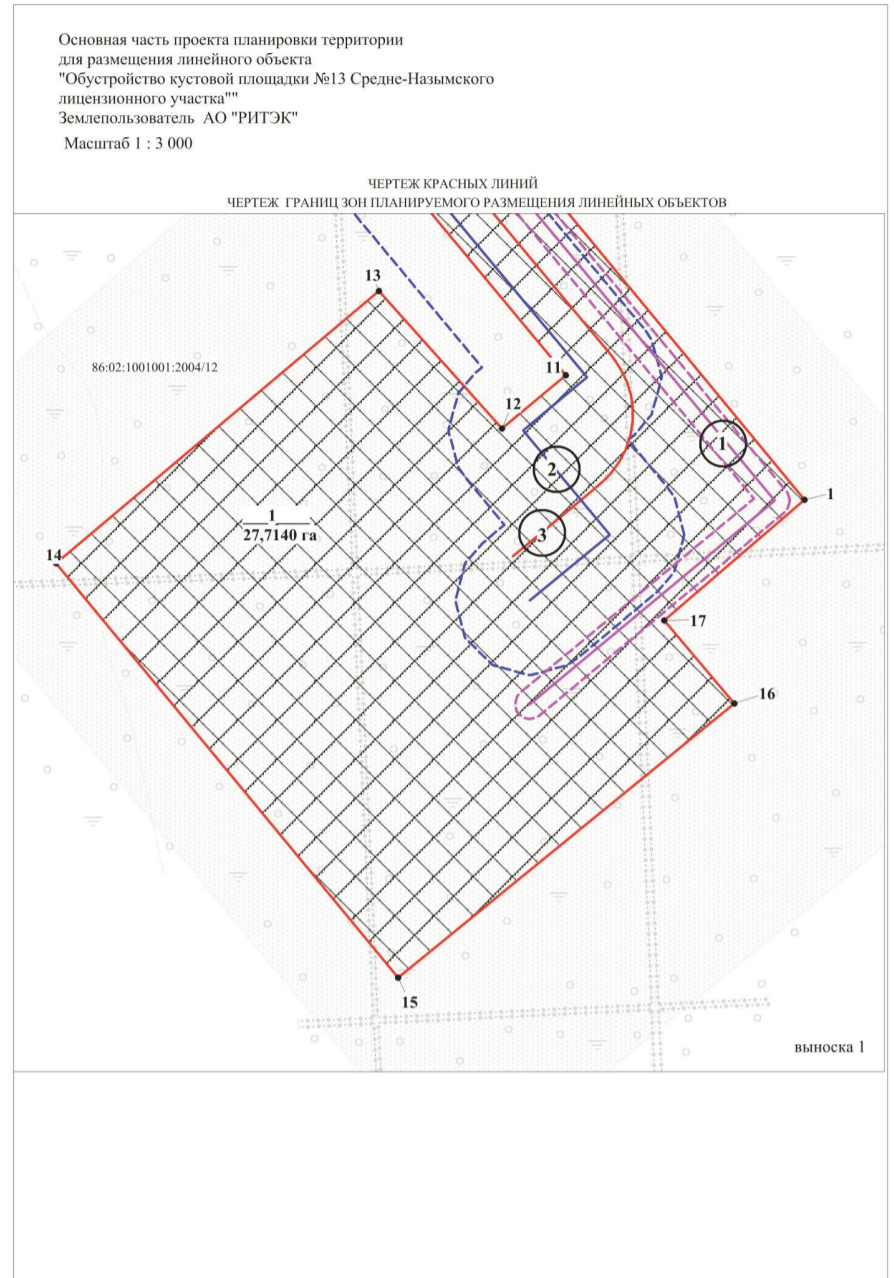 Основная часть проекта планировки территории
для размещения линейного объекта
"Обустройство кустовой площадки №13 Средне-Назымского
лицензионного участка""
Землепользователь АО "РИТЭК"
Масштаб 1 : 3 000
ЧЕРТЕЖ КРАСНЫХ ЛИНИЙ
ЧЕРТЕЖ ГРАНИЦ ЗОН ПЛАНИРУЕМОГО РАЗМЕЩЕНИЯ ЛИНЕЙНЫХ ОБЪЕКТОВ
13
86:02:1001001:2004/12
11
12
1
2
1
1
27,7140 га
3
14
17
16
15
выноска 1